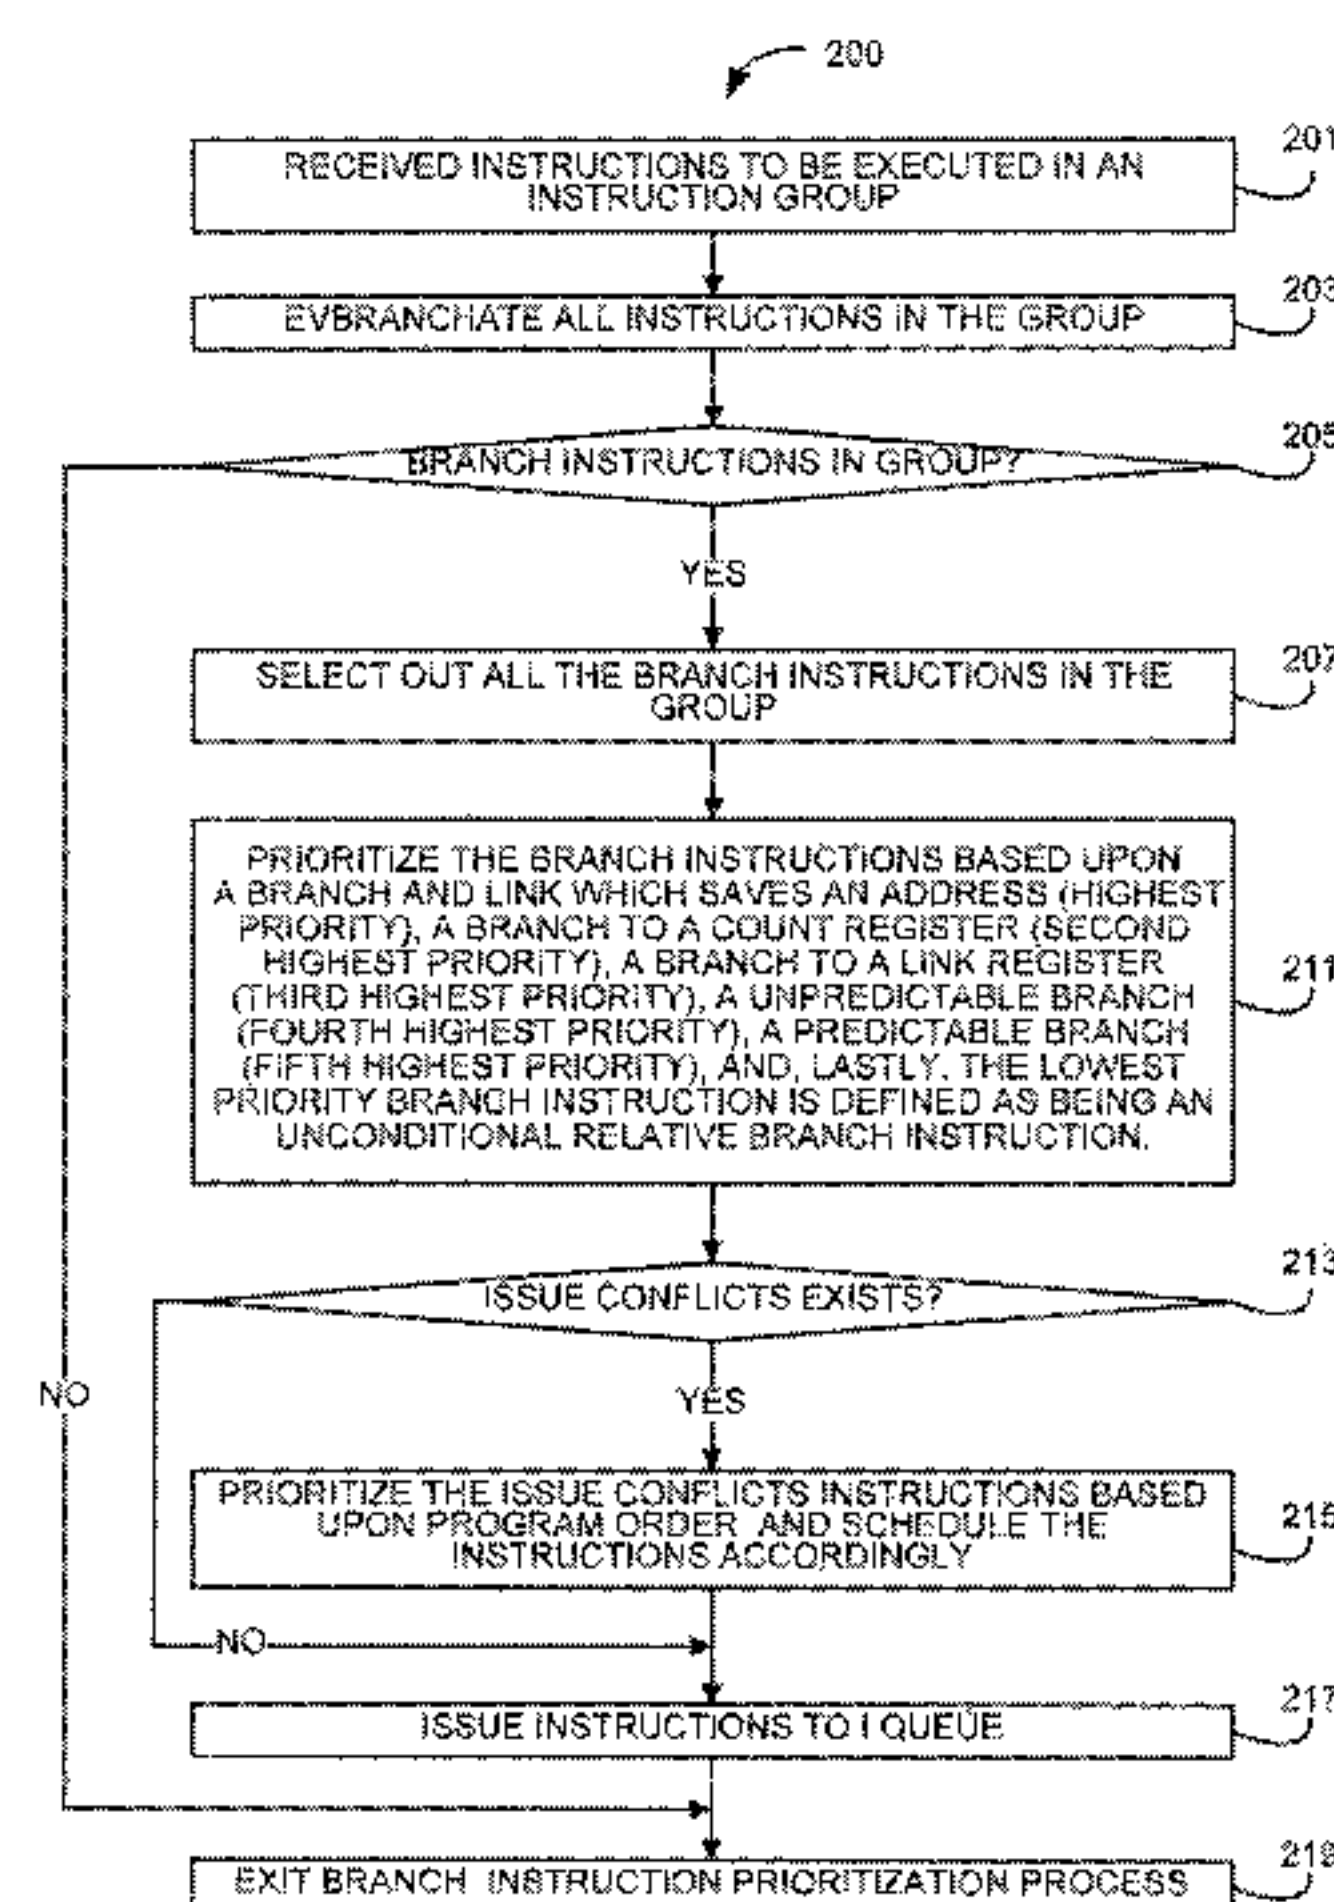 200
RECEIVED INSTRUCTIONS TO BE EXECUTED IN AN
INSTRUCTION GROUP
201
EVBRANCHATE ALL INSTRUCTIONS IN THE GROUP
203
BRANCH INSTRUCTIONS IN GROUP?
205
YES
SELECT OUT ALL THE BRANCH INSTRUCTIONS IN THE
GROUP
207
PRIORITIZE THE BRANCH INSTRUCTIONS BASED UPON
A BRANCH AND LINK WHICH SAVES AN ADDRESS (HIGHEST
PRIORITY), A BRANCH TO A COUNT REGISTER (SECOND
HIGHEST PRIORITY), A BRANCH TO A LINK REGISTER
(THIRD HIGHEST PRIORITY), A UNPREDICTABLE BRANCH
(FOURTH HIGHEST PRIORITY), A PREDICTABLE BRANCH
(FIFTH HIGHEST PRIORITY), AND, LASTLY, THE LOWEST
PRIORITY BRANCH INSTRUCTION IS DEFINED AS BEING AN
UNCONDITIONAL RELATIVE BRANCH INSTRUCTION.
211
ISSUE CONFLICTS EXISTS?
213
NO
YES
PRIORITIZE THE ISSUE CONFLICTS INSTRUCTIONS BASED
UPON PROGRAM ORDER AND SCHEDULE THE
INSTRUCTIONS ACCORDINGLY
215
NO
ISSUE INSTRUCTIONS TO I QUEUE
217
EXIT BRANCH INSTRUCTION PRIORITIZATION PROCESS